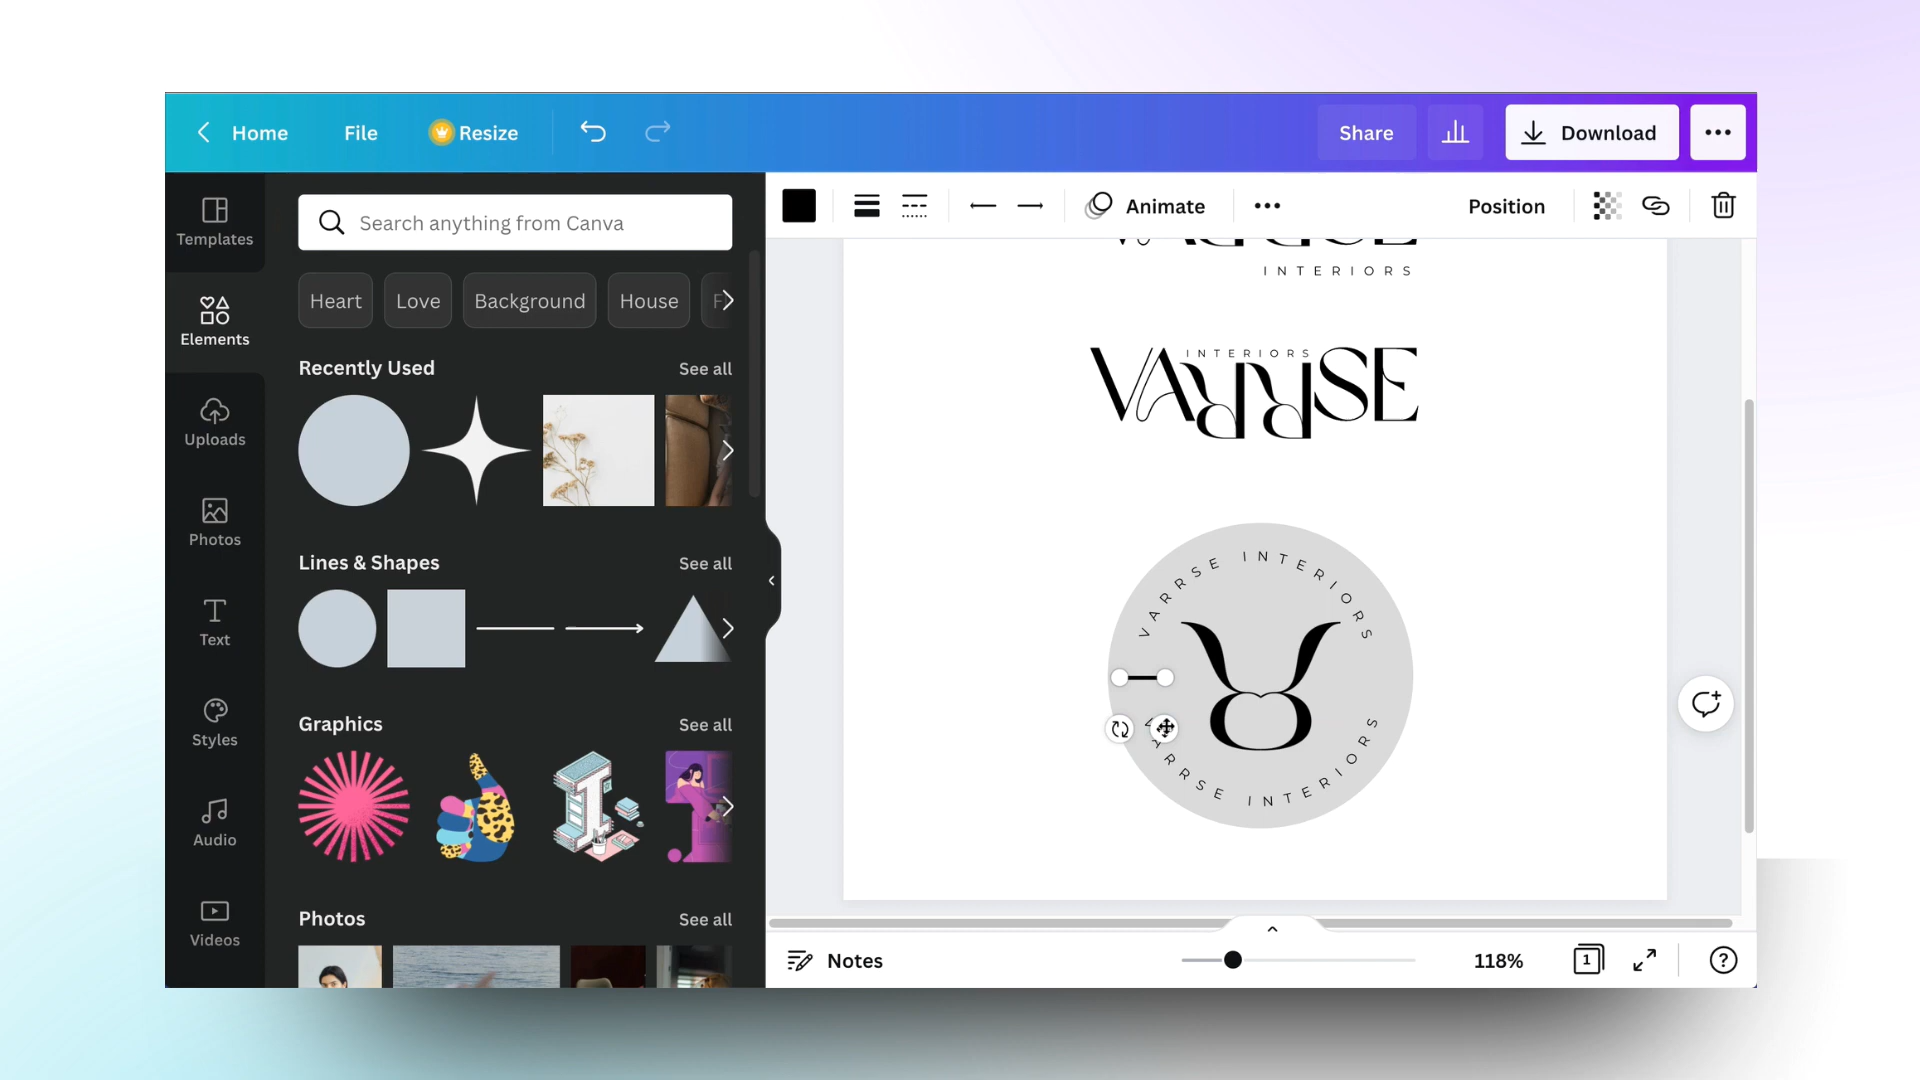 Home
File
Resize
Share
Download
Templates
Elements
Uploads
Photos
Text
Styles
Audio
Videos
Search anything from Canva
Heart
Love
Background
House
Recently Used
See all
Lines & Shapes
See all
Graphics
See all
Photos
See all
Animate
Position
INTERIORS
INTERIORS
VARRSE
VARRSE INTERIORS
VARRSE INTERIORS
Notes
118%
1
?